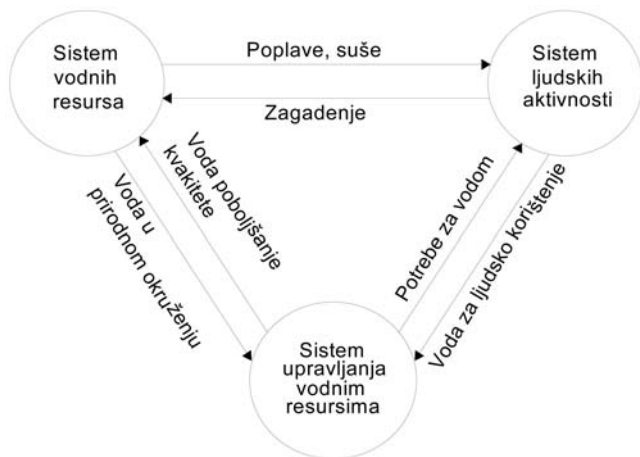 Sistem
vodnih
resursa
Poplave, suše
Zagadenje
Sistem
ljudskih
aktivnosti
Voda u
prirodnom okruženju
Voda poboljšanje
kvakitete
Potrebe za vodom
Voda za ljudsko korištenje
Sistem
upravljanja
vodnim
resursima